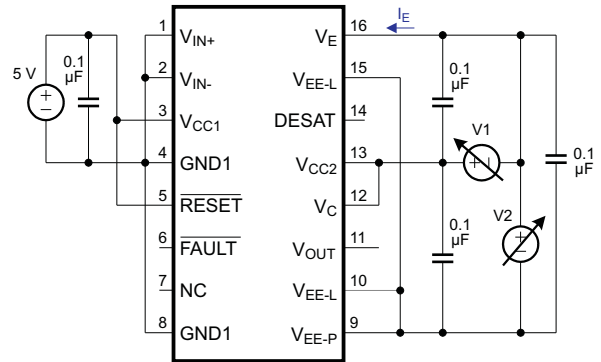 1 V_IN+ V_E 16 I_E
2 V_IN- V_EE-L 15
3 V_CC1 DESAT 14
4 GND1 V_CC2 13
5 RESET V_C 12
6 FAULT V_OUT 11
7 NC V_EE-L 10
8 GND1 V_EE-P 9
5 V
+
−
0.1
µF
0.1
µF
V1
+ −
0.1
µF
V2
+
−
0.1
µF